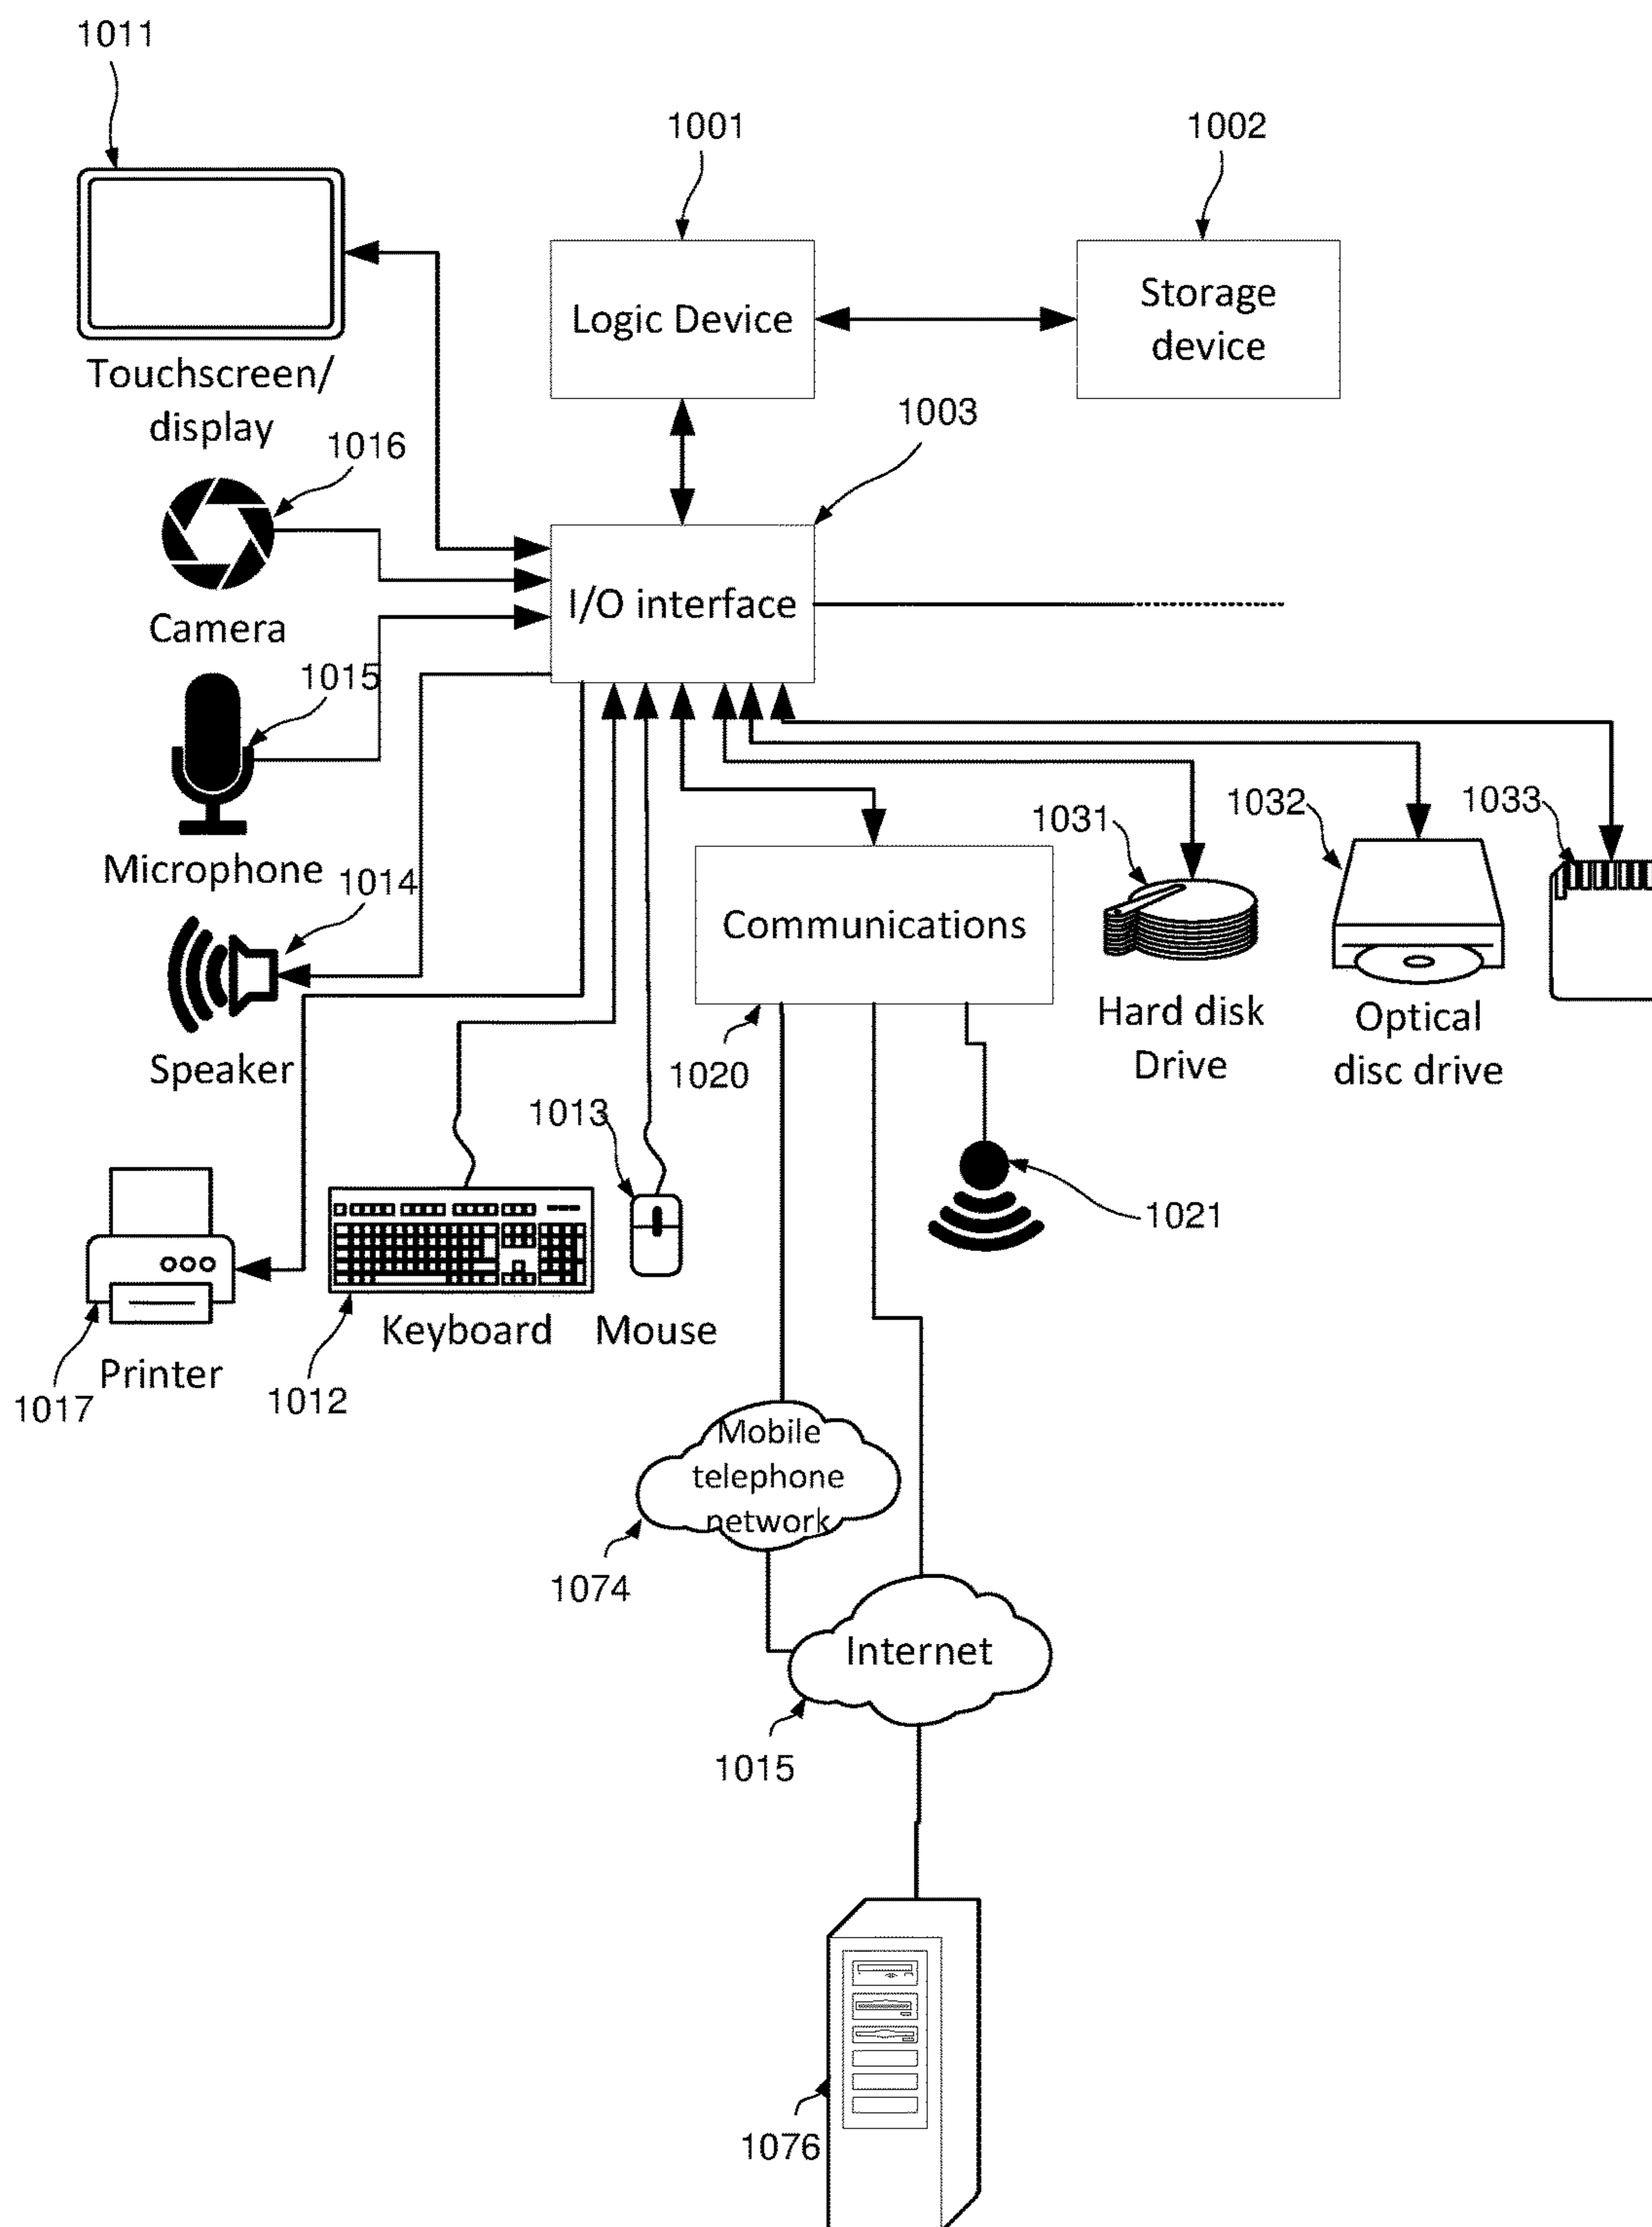 1011
1001
1002
Logic Device
Storage
device
Touchscreen/
display
1003
1016
I/O interface
Camera
1015
1031
1032
1033
Microphone
1014
Communications
Hard disk
Drive
Optical
disc drive
Speaker
1020
1013
1021
Keyboard
Mouse
Printer
1017
1012
Mobile
telephone
network
1074
Internet
1015
1076